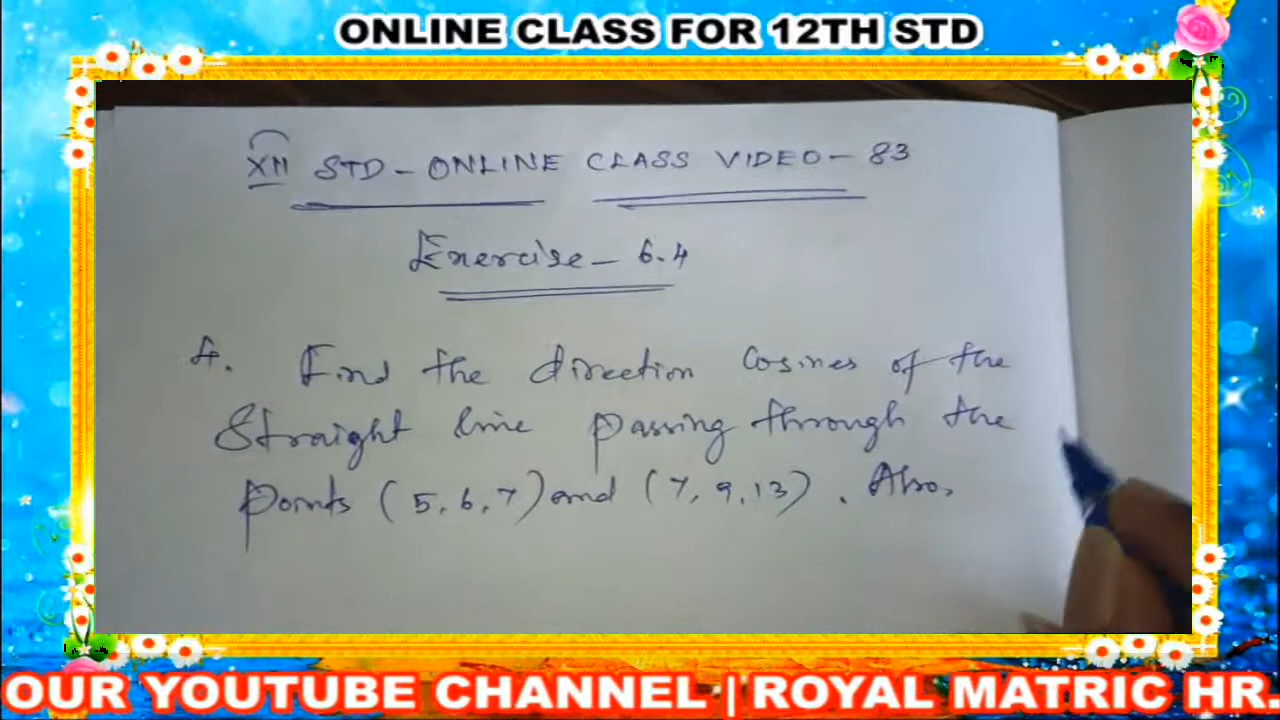 ONLINE CLASS FOR 12TH STD
XII STD - ONLINE CLASS VIDEO - 83
Exercise - 6.4
4. Find the direction cosines of the
straight line passing through the
points (5, 6, 7) and (7, 9, 13). Also,
OUR YOUTUBE CHANNEL | ROYAL MATRIC HR.